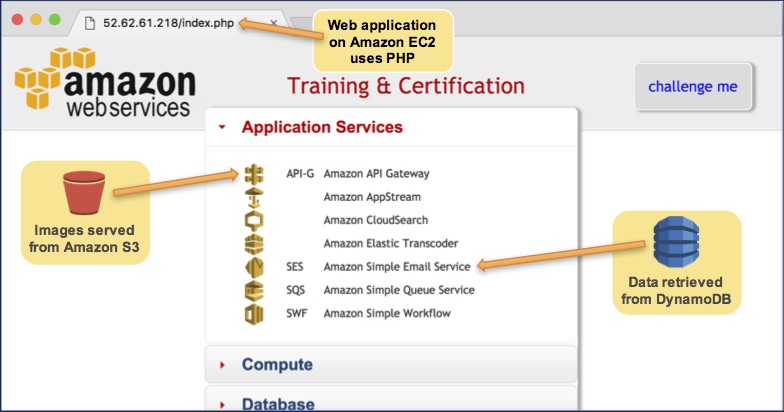 52.62.61.218/index.php
Web application
on Amazon EC2
uses PHP
amazon
webservices
Training & Certification
challenge me
Application Services
API-G Amazon API Gateway
Amazon AppStream
Amazon CloudSearch
Amazon Elastic Transcoder
SES Amazon Simple Email Service
SQS Amazon Simple Queue Service
SWF Amazon Simple Workflow
Images served
from Amazon S3
Data retrieved
from DynamoDB
Compute
Database